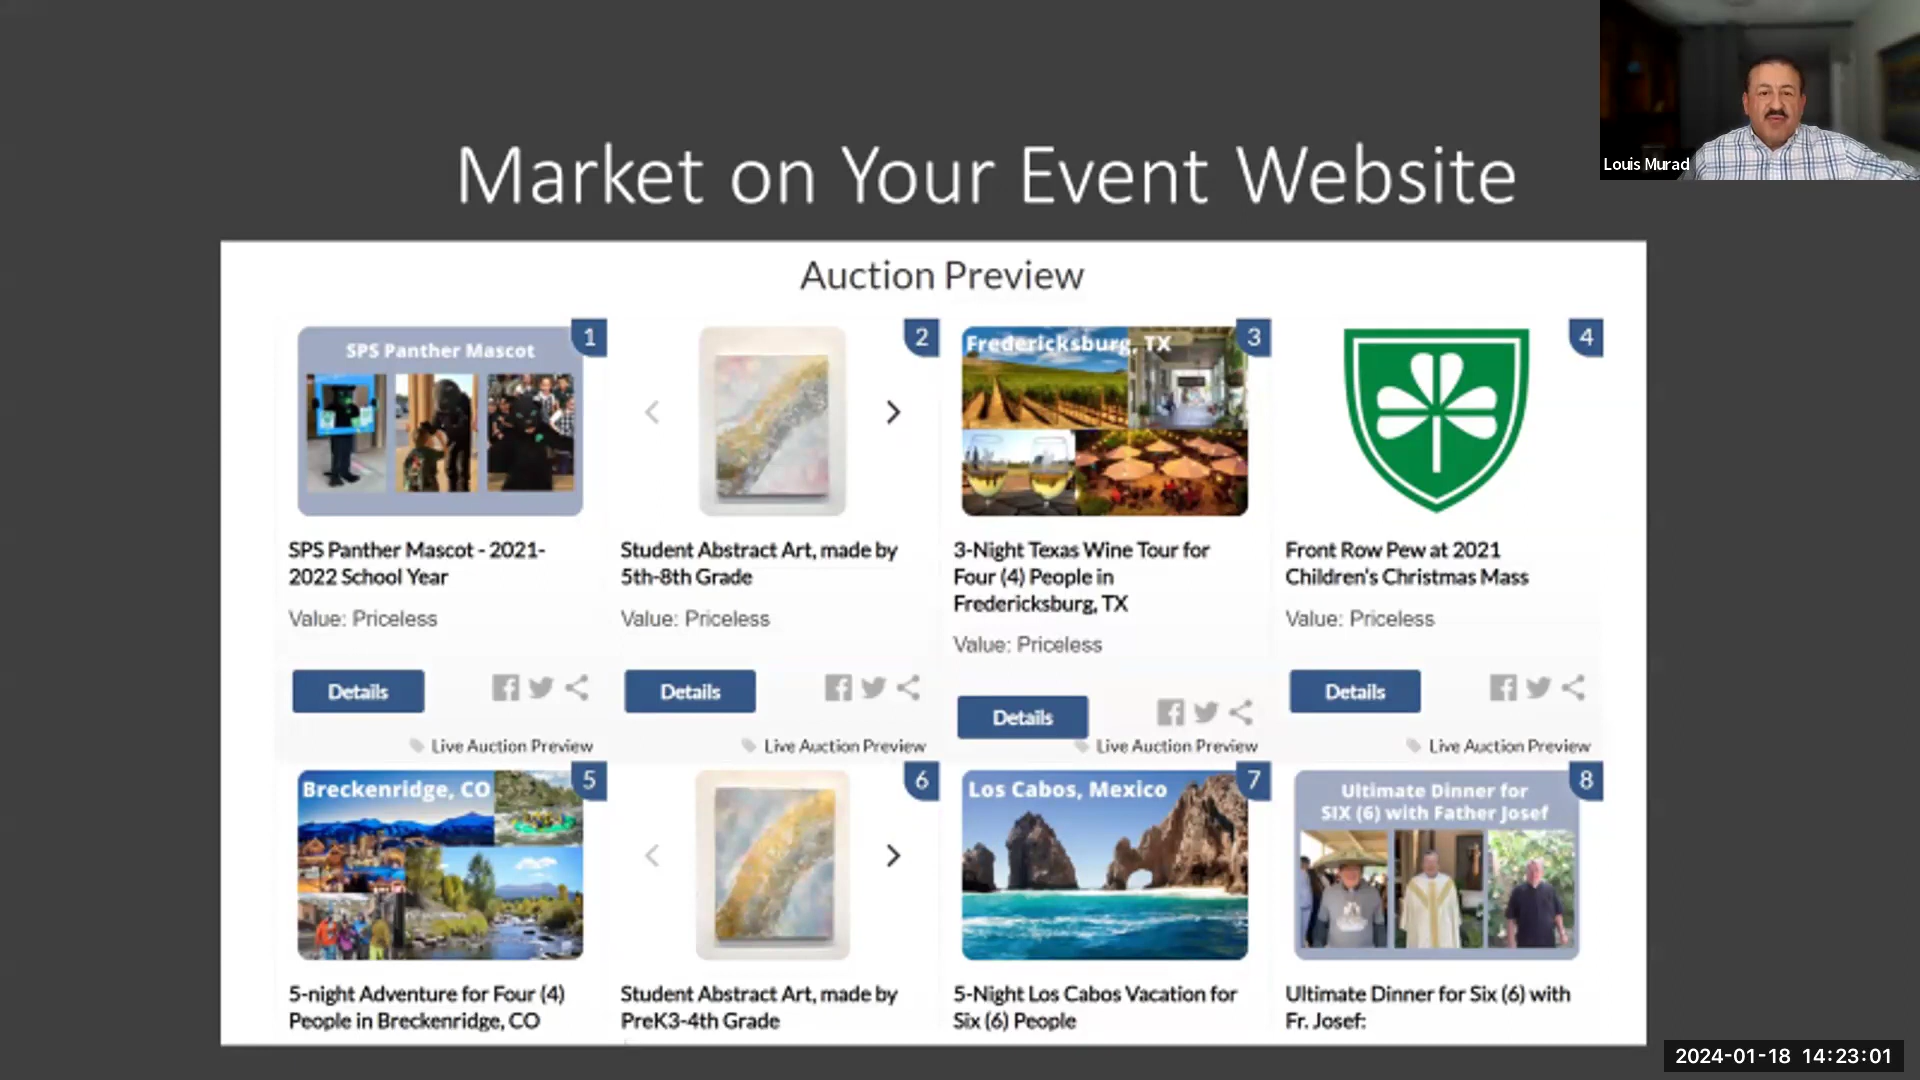 Louis Murad
Market on Your Event Website
Auction Preview
SPS Panther Mascot
1
SPS Panther Mascot - 2021-
2022 School Year
Value: Priceless
Details
Live Auction Preview
2
Student Abstract Art, made by
5th-8th Grade
Value: Priceless
Details
Live Auction Preview
Fredericksburg, TX
3
3-Night Texas Wine Tour for
Four (4) People in
Fredericksburg, TX
Value: Priceless
Details
Live Auction Preview
4
Front Row Pew at 2021
Children's Christmas Mass
Value: Priceless
Details
Live Auction Preview
Breckenridge, CO
5
5-night Adventure for Four (4)
People in Breckenridge, CO
6
Student Abstract Art, made by
PreK3-4th Grade
Los Cabos, Mexico
7
5-Night Los Cabos Vacation for
Six (6) People
Ultimate Dinner for
SIX (6) with Father Josef
8
Ultimate Dinner for Six (6) with
Fr. Josef:
2024-01-18 14:23:01